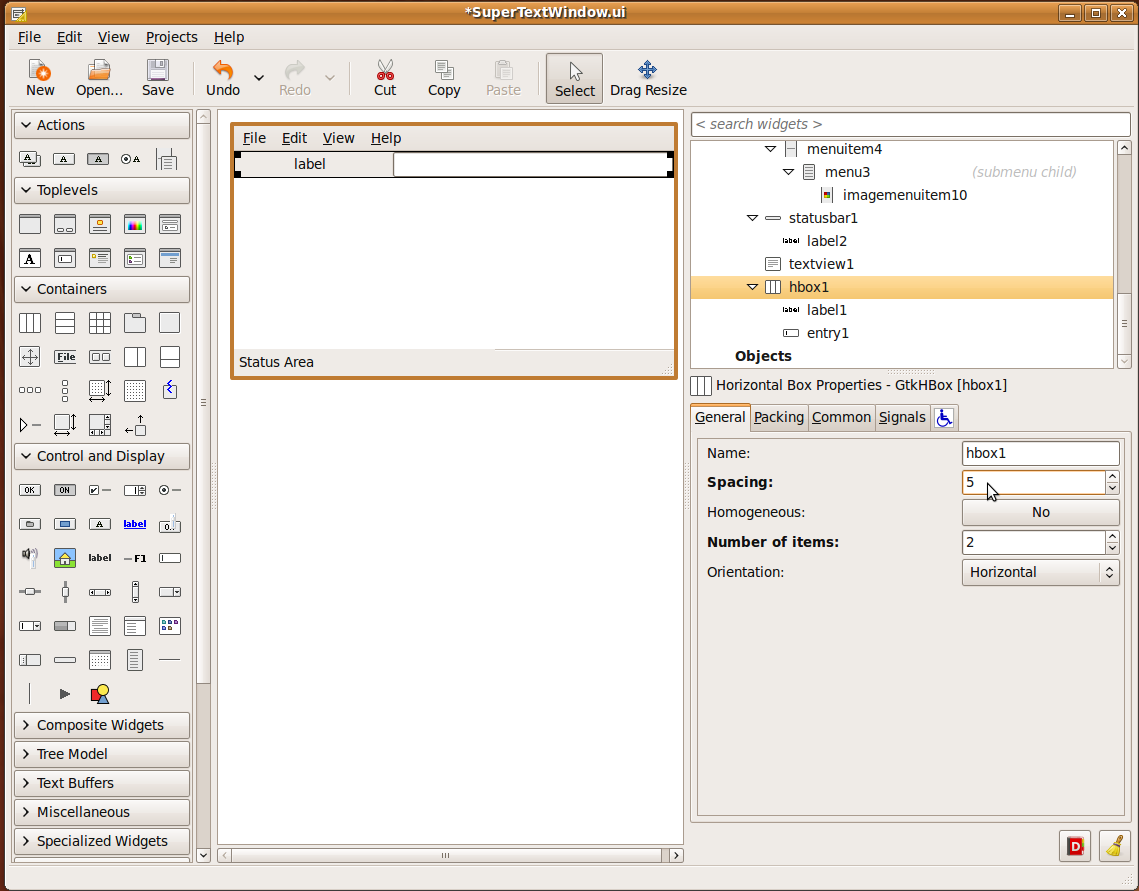 *SuperTextWindow.ui
File Edit View Projects Help
New Open... Save Undo Redo Cut Copy Paste Select Drag Resize
Actions
A A A A
Toplevels
A
Containers
File
Control and Display
OK ON
A label 0..
label F1
Composite Widgets
Tree Model
Text Buffers
Miscellaneous
Specialized Widgets
File Edit View Help
label
Status Area
< search widgets >
menuitem4
menu3 (submenu child)
imagemenuitem10
statusbar1
label label2
textview1
hbox1
label label1
entry1
Objects
Horizontal Box Properties - GtkHBox [hbox1]
General Packing Common Signals
Name: hbox1
Spacing: 5
Homogeneous: No
Number of items: 2
Orientation: Horizontal
D